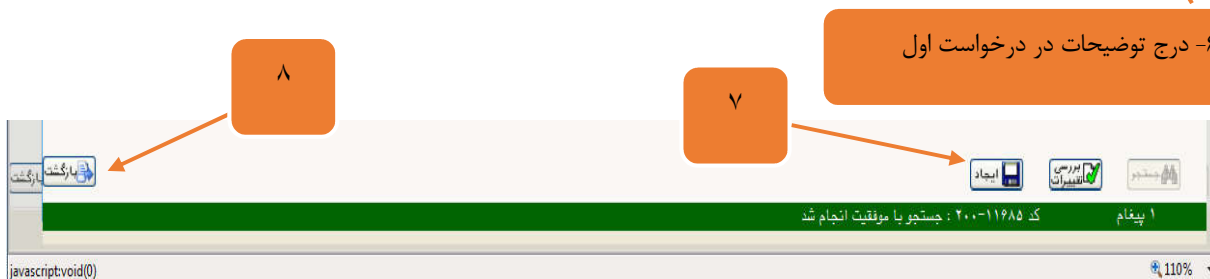 ۶- درج توضیحات در درخواست اول
۸
۷
جستجو
بررسی تغییرات
ایجاد
بازگشت
بازگشت
۱ پیغام
کد ۱۱۶۸۵-۲۰۰ : جستجو با موفقیت انجام شد
javascript:void(0)
110%